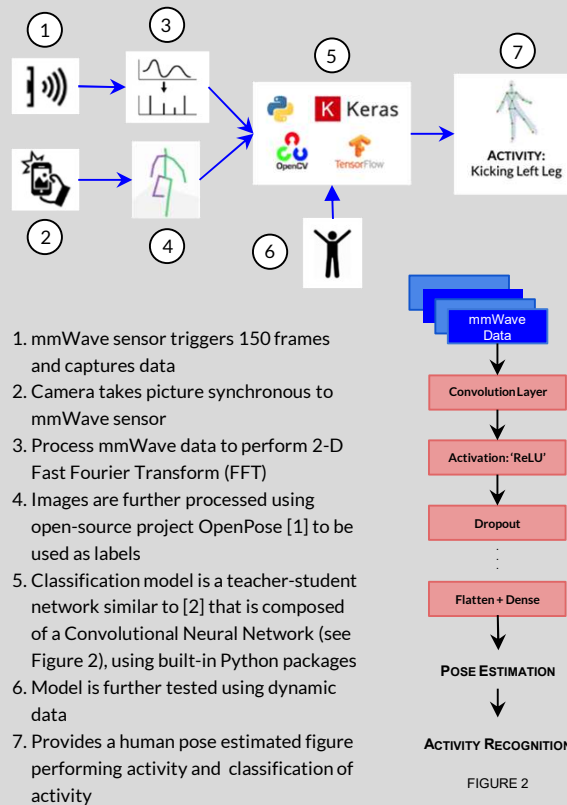 1
3
5
7
K Keras
OpenCV
TensorFlow
ACTIVITY:
Kicking Left Leg
2
4
6
1. mmWave sensor triggers 150 frames
and captures data
2. Camera takes picture synchronous to
mmWave sensor
3. Process mmWave data to perform 2-D
Fast Fourier Transform (FFT)
4. Images are further processed using
open-source project OpenPose [1] to be
used as labels
5. Classification model is a teacher-student
network similar to [2] that is composed
of a Convolutional Neural Network (see
Figure 2), using built-in Python packages
6. Model is further tested using dynamic
data
7. Provides a human pose estimated figure
performing activity and classification of
activity
mmWave
Data
Convolution Layer
Activation: ‘ReLU’
Dropout
Flatten + Dense
POSE ESTIMATION
ACTIVITY RECOGNITION
FIGURE 2